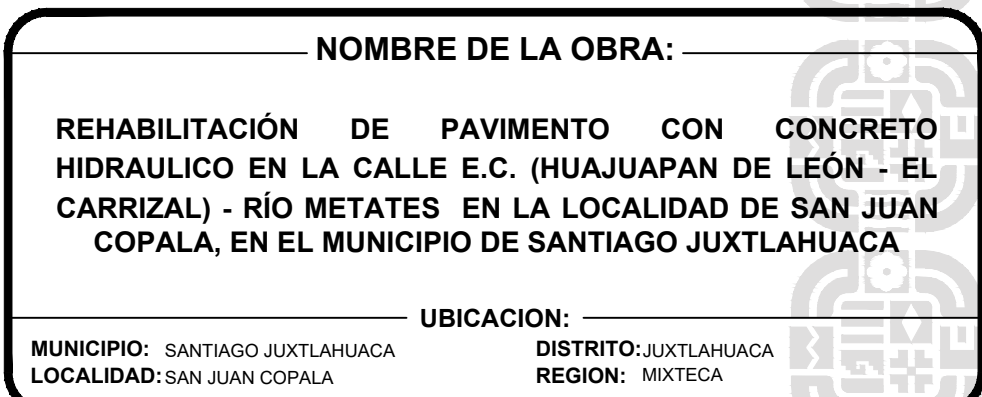 NOMBRE DE LA OBRA:
REHABILITACIÓN DE PAVIMENTO CON CONCRETO
HIDRAULICO EN LA CALLE E.C. (HUAJUAPAN DE LEÓN - EL
CARRIZAL) - RÍO METATES EN LA LOCALIDAD DE SAN JUAN
COPALA, EN EL MUNICIPIO DE SANTIAGO JUXTLAHUACA
UBICACION:
MUNICIPIO: SANTIAGO JUXTLAHUACA DISTRITO: JUXTLAHUACA
LOCALIDAD: SAN JUAN COPALA REGION: MIXTECA